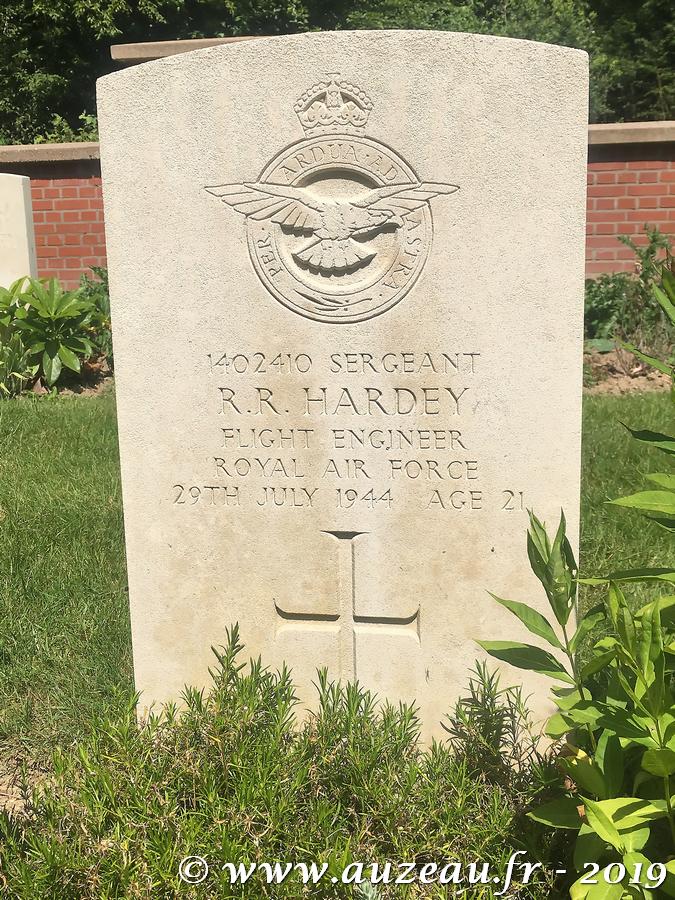 PER · ARDUA · AD ASTRA
1402410 SERGEANT
R.R. HARDEY
FLIGHT ENGINEER
ROYAL AIR FORCE
29TH JULY 1944 AGE 21
© www.auzeau.fr - 2019